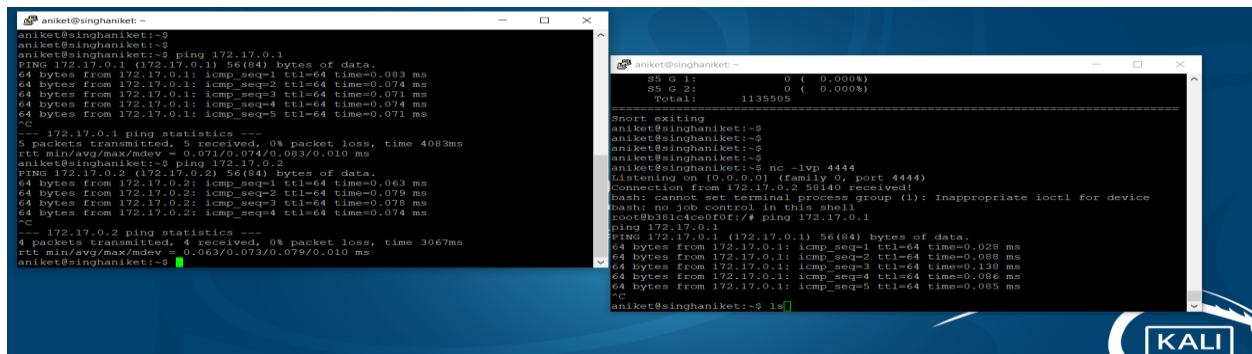 aniket@singhaniket: ~
aniket@singhaniket:~$
aniket@singhaniket:~$
aniket@singhaniket:~$ ping 172.17.0.1
PING 172.17.0.1 (172.17.0.1) 56(84) bytes of data.
64 bytes from 172.17.0.1: icmp_seq=1 ttl=64 time=0.083 ms
64 bytes from 172.17.0.1: icmp_seq=2 ttl=64 time=0.074 ms
64 bytes from 172.17.0.1: icmp_seq=3 ttl=64 time=0.071 ms
64 bytes from 172.17.0.1: icmp_seq=4 ttl=64 time=0.074 ms
64 bytes from 172.17.0.1: icmp_seq=5 ttl=64 time=0.071 ms
^C
--- 172.17.0.1 ping statistics ---
5 packets transmitted, 5 received, 0% packet loss, time 4083ms
rtt min/avg/max/mdev = 0.071/0.074/0.083/0.010 ms
aniket@singhaniket:~$ ping 172.17.0.2
PING 172.17.0.2 (172.17.0.2) 56(84) bytes of data.
64 bytes from 172.17.0.2: icmp_seq=1 ttl=64 time=0.063 ms
64 bytes from 172.17.0.2: icmp_seq=2 ttl=64 time=0.079 ms
64 bytes from 172.17.0.2: icmp_seq=3 ttl=64 time=0.078 ms
64 bytes from 172.17.0.2: icmp_seq=4 ttl=64 time=0.074 ms
^C
--- 172.17.0.2 ping statistics ---
4 packets transmitted, 4 received, 0% packet loss, time 3067ms
rtt min/avg/max/mdev = 0.063/0.073/0.079/0.010 ms
aniket@singhaniket:~$
aniket@singhaniket: ~
S5 G 1: 0 ( 0.000%)
S5 G 2: 0 ( 0.000%)
Total: 1135505
===============================================================================
Snort exiting
aniket@singhaniket:~$
aniket@singhaniket:~$
aniket@singhaniket:~$
aniket@singhaniket:~$
aniket@singhaniket:~$ nc -lvp 4444
Listening on [0.0.0.0] (family 0, port 4444)
Connection from 172.17.0.2 58140 received!
bash: cannot set terminal process group (1): Inappropriate ioctl for device
bash: no job control in this shell
root@b381c4ce0f0f:/# ping 172.17.0.1
ping 172.17.0.1
PING 172.17.0.1 (172.17.0.1) 56(84) bytes of data.
64 bytes from 172.17.0.1: icmp_seq=1 ttl=64 time=0.028 ms
64 bytes from 172.17.0.1: icmp_seq=2 ttl=64 time=0.088 ms
64 bytes from 172.17.0.1: icmp_seq=3 ttl=64 time=0.138 ms
64 bytes from 172.17.0.1: icmp_seq=4 ttl=64 time=0.086 ms
64 bytes from 172.17.0.1: icmp_seq=5 ttl=64 time=0.085 ms
^C
aniket@singhaniket:~$ ls
KALI